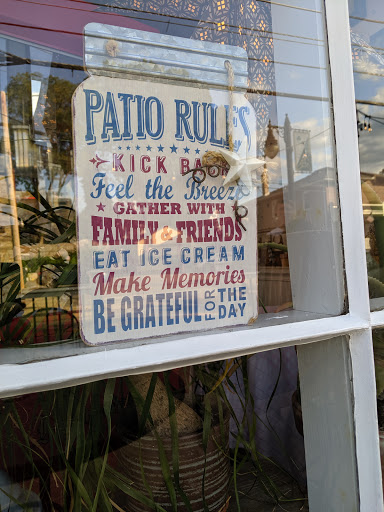 PATIO RULES
KICK BACK
Feel the Breeze
GATHER WITH
FAMILY & FRIENDS
EAT ICE CREAM
Make Memories
BE GRATEFUL FOR THE DAY